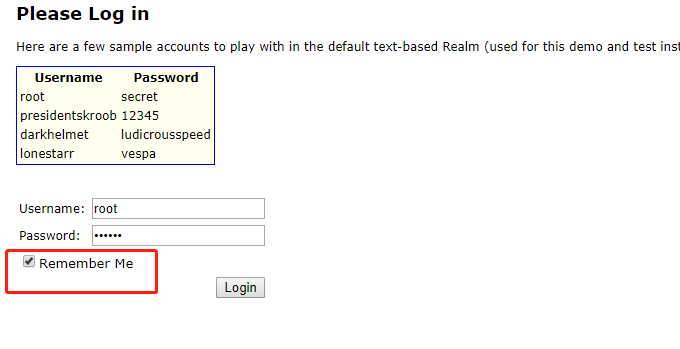 Please Log in
Here are a few sample accounts to play with in the default text-based Realm (used for this demo and test inst
Username Password
root secret
presidentskroob 12345
darkhelmet ludicrousspeed
lonestarr vespa
Username: root
Password: ••••••
Remember Me
Login